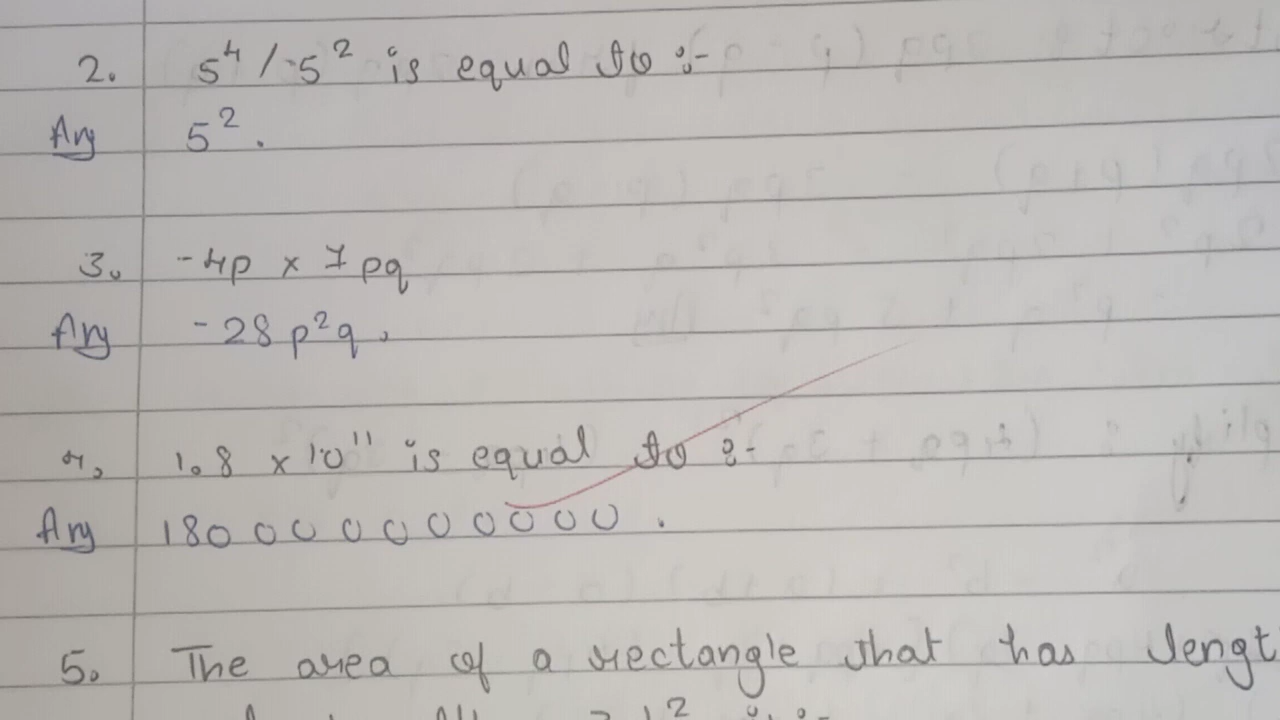 2. 5⁴ / 5² is equal to :-
Ans 5².
3. -4p x 7pq
Ans -28p²q.
4. 1.8 x 10¹¹ is equal to :-
Ans 180000000000.
5. The area of a rectangle that has lengt